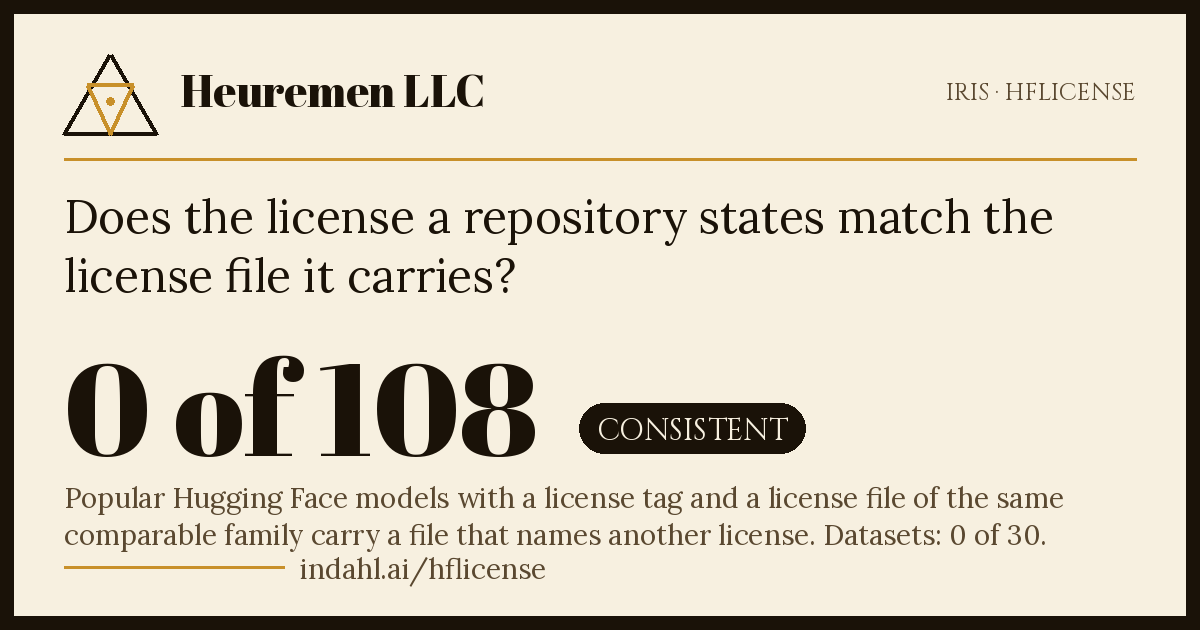 Heuremen LLC
IRIS · HFLICENSE
Does the license a repository states match the
license file it carries?
0 of 108
CONSISTENT
Popular Hugging Face models with a license tag and a license file of the same
comparable family carry a file that names another license. Datasets: 0 of 30.
indahl.ai/hflicense